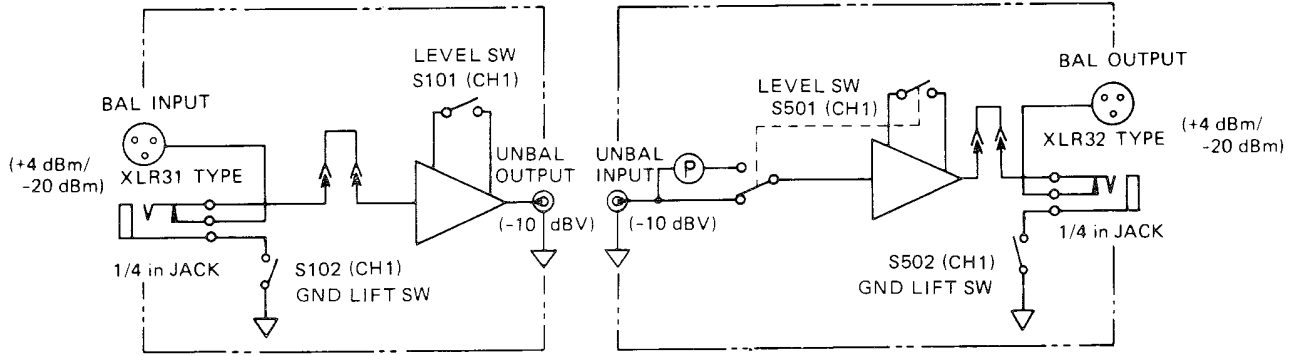 LEVEL SW
S101 (CH1)
BAL INPUT
(+4 dBm/
-20 dBm)
XLR31 TYPE
UNBAL
OUTPUT
(-10 dBV)
1/4 in JACK
S102 (CH1)
GND LIFT SW
LEVEL SW
S501 (CH1)
BAL OUTPUT
UNBAL
INPUT
P
XLR32 TYPE
(+4 dBm/
-20 dBm)
(-10 dBV)
1/4 in JACK
S502 (CH1)
GND LIFT SW